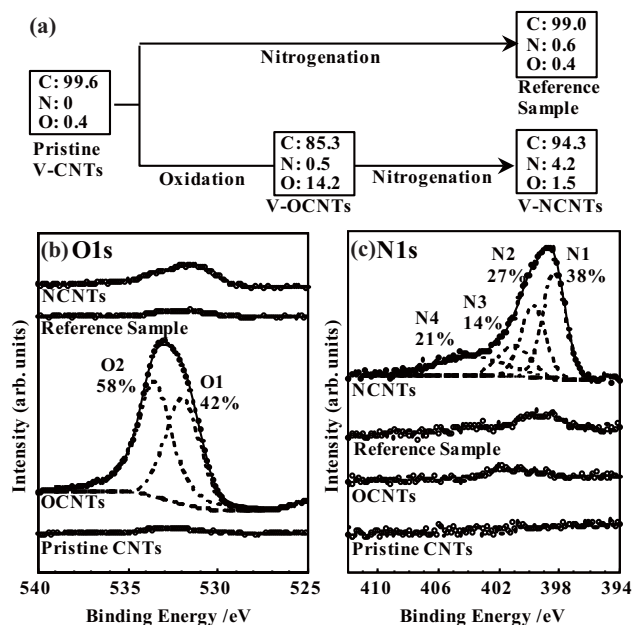 (a)
C: 99.6
N: 0
O: 0.4
Pristine
V-CNTs
Nitrogenation
C: 99.0
N: 0.6
O: 0.4
Reference
Sample
Oxidation
C: 85.3
N: 0.5
O: 14.2
V-OCNTs
Nitrogenation
C: 94.3
N: 4.2
O: 1.5
V-NCNTs
(b) O1s
NCNTs
Reference Sample
O2
58%
O1
42%
OCNTs
Pristine CNTs
Intensity (arb. units)
540 535 530 525
Binding Energy /eV
(c) N1s
N2
27%
N1
38%
N3
14%
N4
21%
NCNTs
Reference Sample
OCNTs
Pristine CNTs
Intensity (arb. units)
410 406 402 398 394
Binding Energy /eV